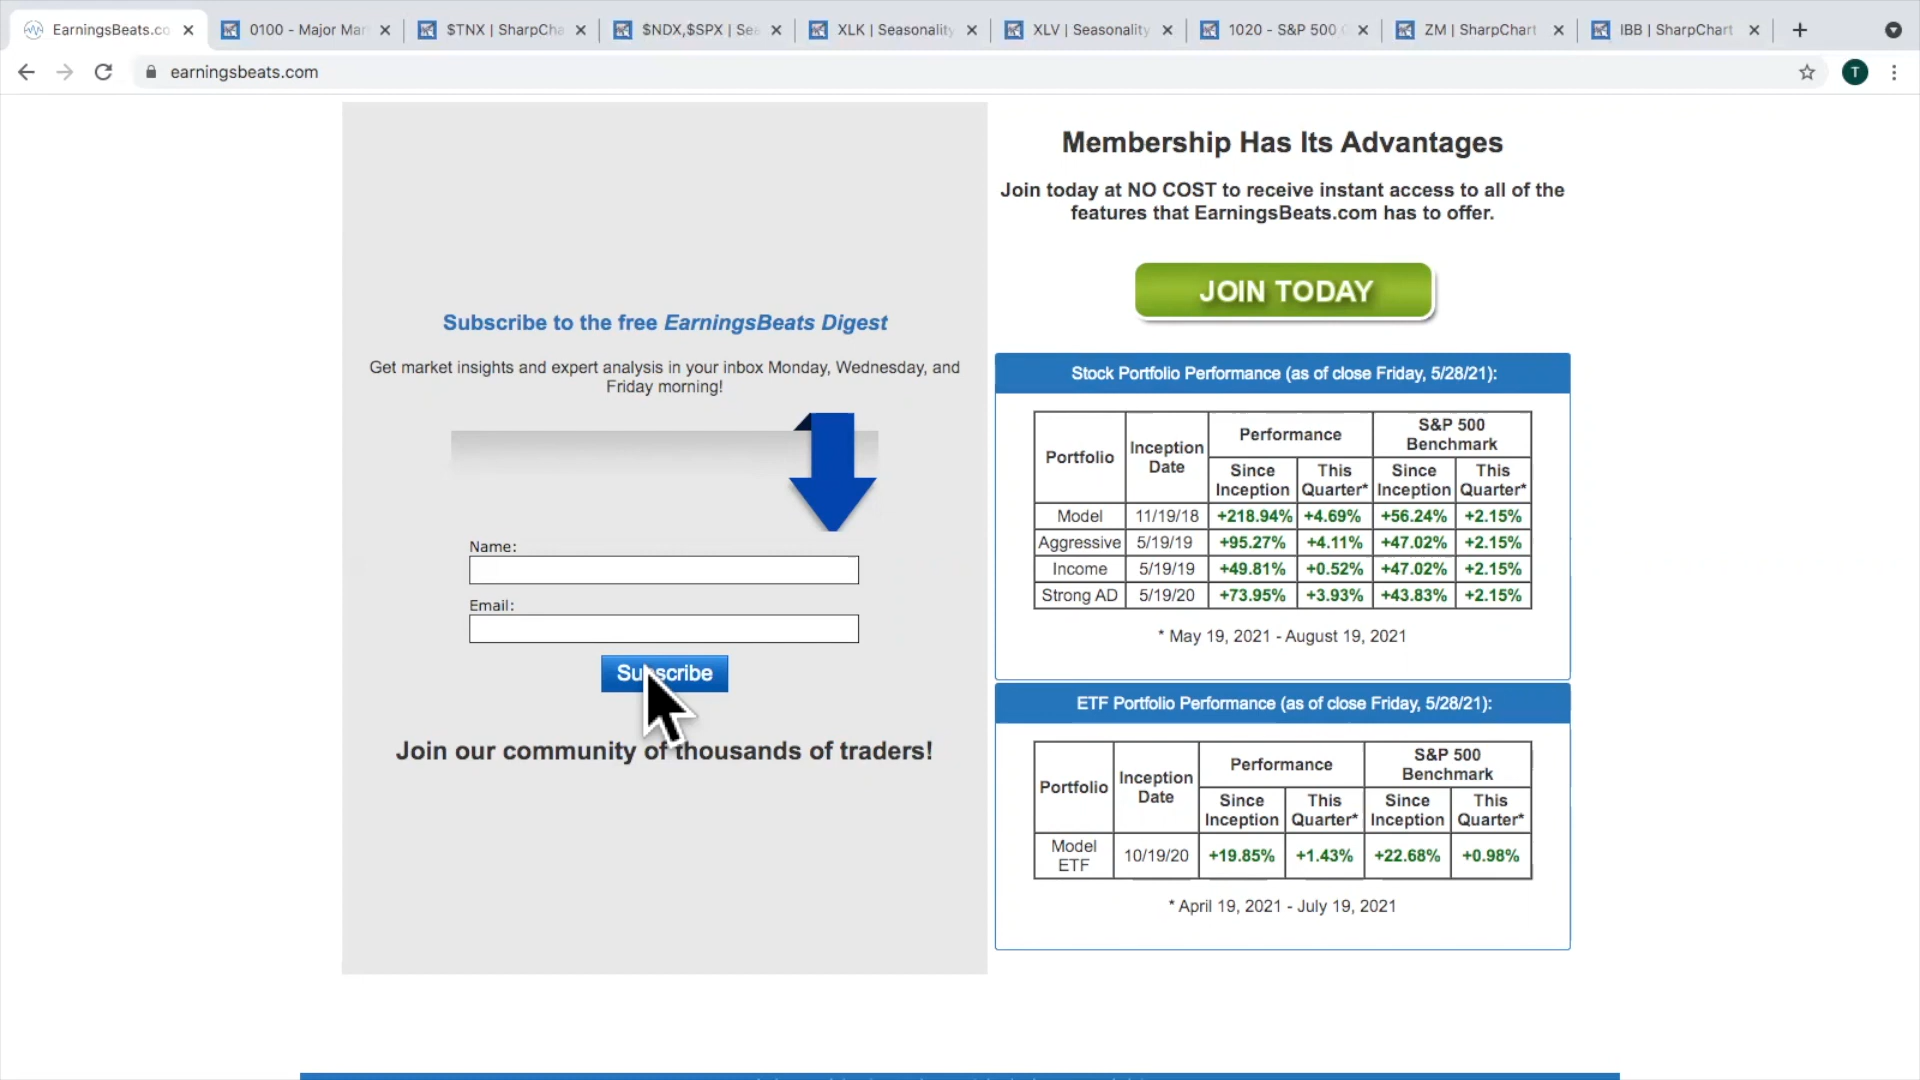 EarningsBeats.co
0100 - Major Mar
$TNX | SharpCha
$NDX,$SPX | Sea
XLK | Seasonality
XLV | Seasonality
1020 - S&P 500
ZM | SharpChart
IBB | SharpChart
earningsbeats.com
T
Subscribe to the free EarningsBeats Digest
Get market insights and expert analysis in your inbox Monday, Wednesday, and
Friday morning!
Name:
Email:
Subscribe
Join our community of thousands of traders!
Membership Has Its Advantages
Join today at NO COST to receive instant access to all of the
features that EarningsBeats.com has to offer.
JOIN TODAY
Stock Portfolio Performance (as of close Friday, 5/28/21):
Portfolio Inception Date Performance S&P 500 Benchmark
Since Inception This Quarter* Since Inception This Quarter*
Model 11/19/18 +218.94% +4.69% +56.24% +2.15%
Aggressive 5/19/19 +95.27% +4.11% +47.02% +2.15%
Income 5/19/19 +49.81% +0.52% +47.02% +2.15%
Strong AD 5/19/20 +73.95% +3.93% +43.83% +2.15%
* May 19, 2021 - August 19, 2021
ETF Portfolio Performance (as of close Friday, 5/28/21):
Portfolio Inception Date Performance S&P 500 Benchmark
Since Inception This Quarter* Since Inception This Quarter*
Model ETF 10/19/20 +19.85% +1.43% +22.68% +0.98%
* April 19, 2021 - July 19, 2021